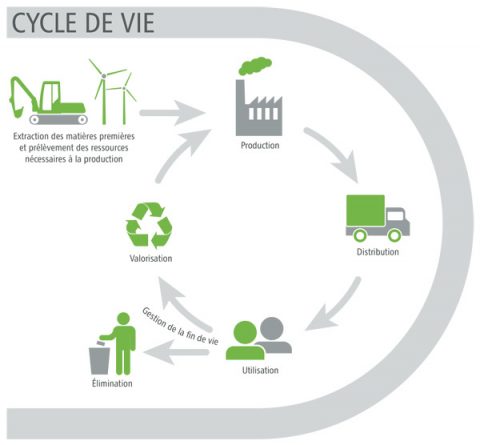 CYCLE DE VIE
Extraction des matières premières
et prélèvement des ressources
nécessaires à la production
Production
Distribution
Valorisation
Gestion de la fin de vie
Utilisation
Élimination